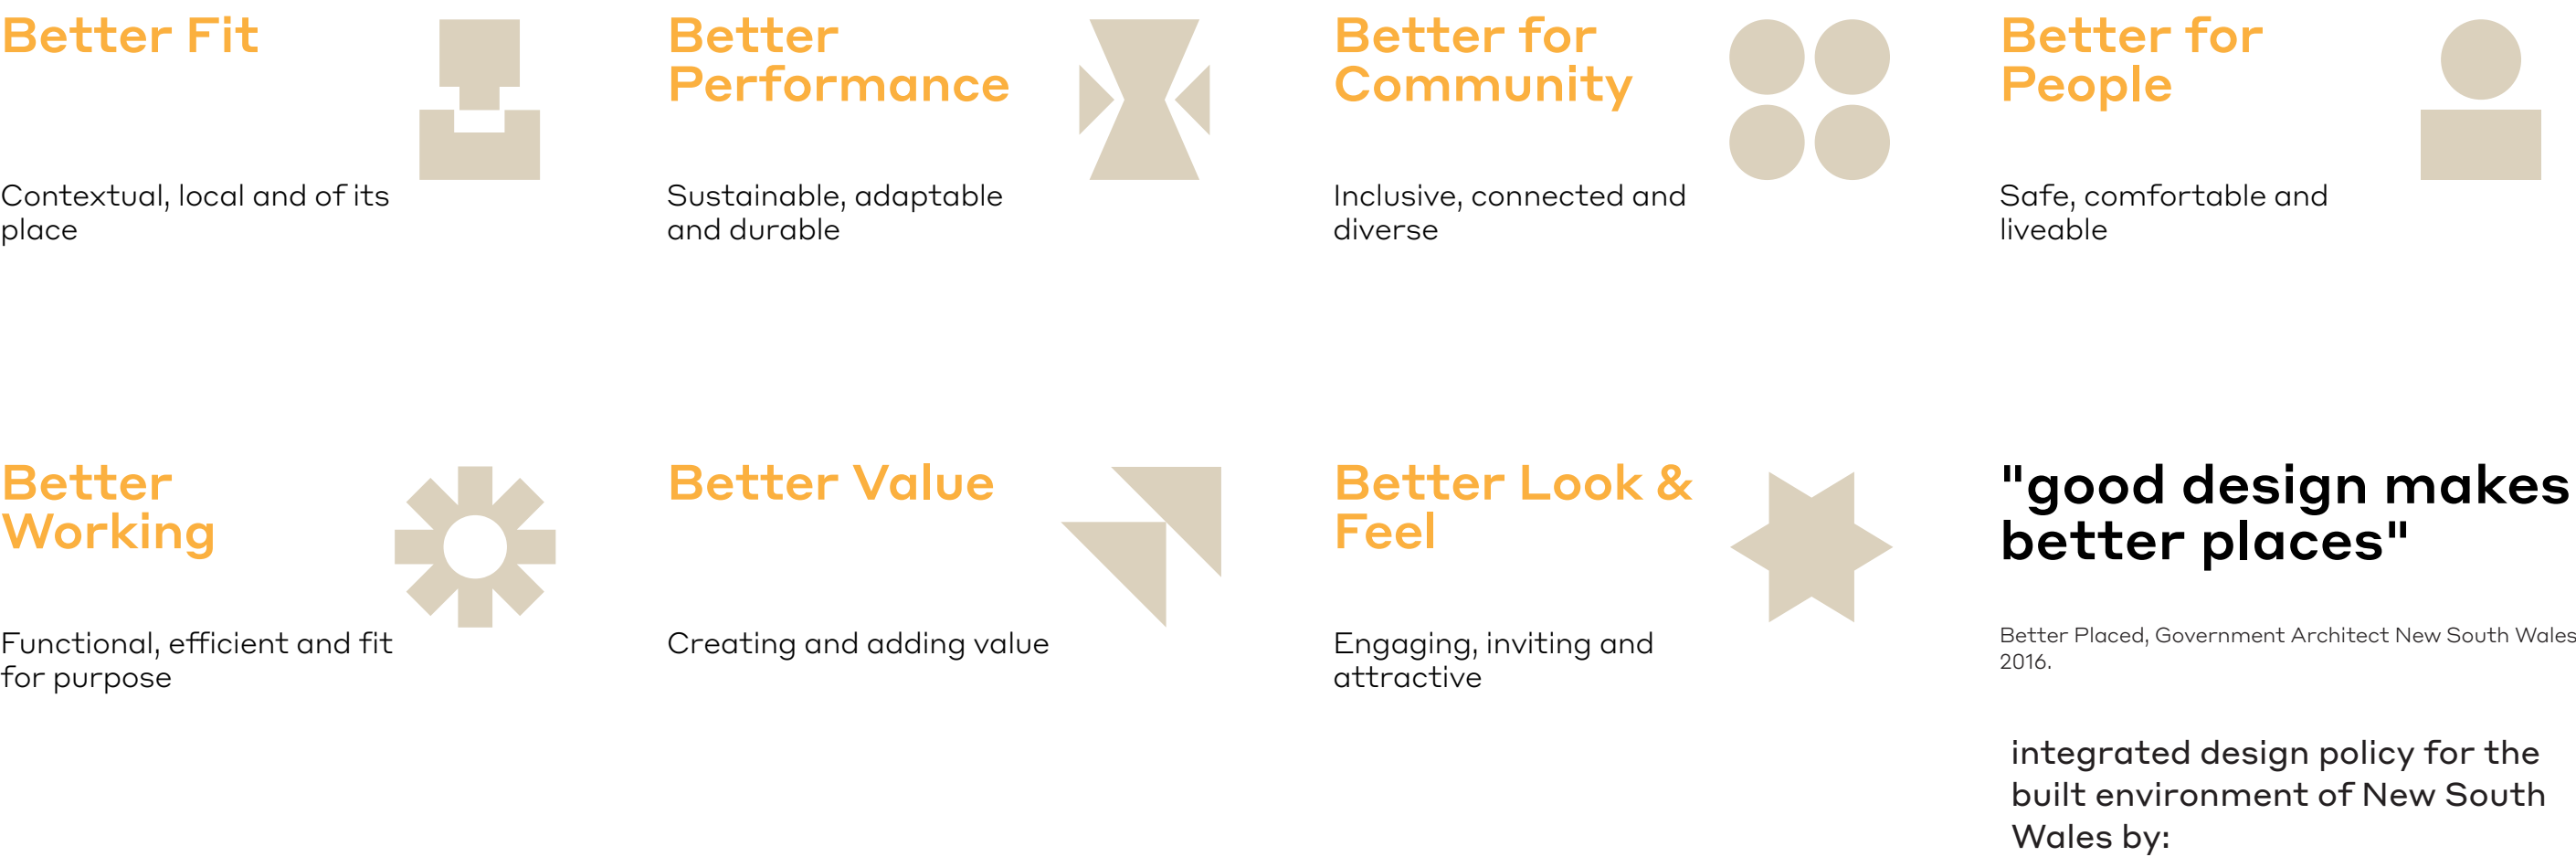 Better Fit
Contextual, local and of its
place
Better
Performance
Sustainable, adaptable
and durable
Better for
Community
Inclusive, connected and
diverse
Better for
People
Safe, comfortable and
liveable
Better
Working
Functional, efficient and fit
for purpose
Better Value
Creating and adding value
Better Look &
Feel
Engaging, inviting and
attractive
"good design makes
better places"
Better Placed, Government Architect New South Wales
2016.
integrated design policy for the
built environment of New South
Wales by: